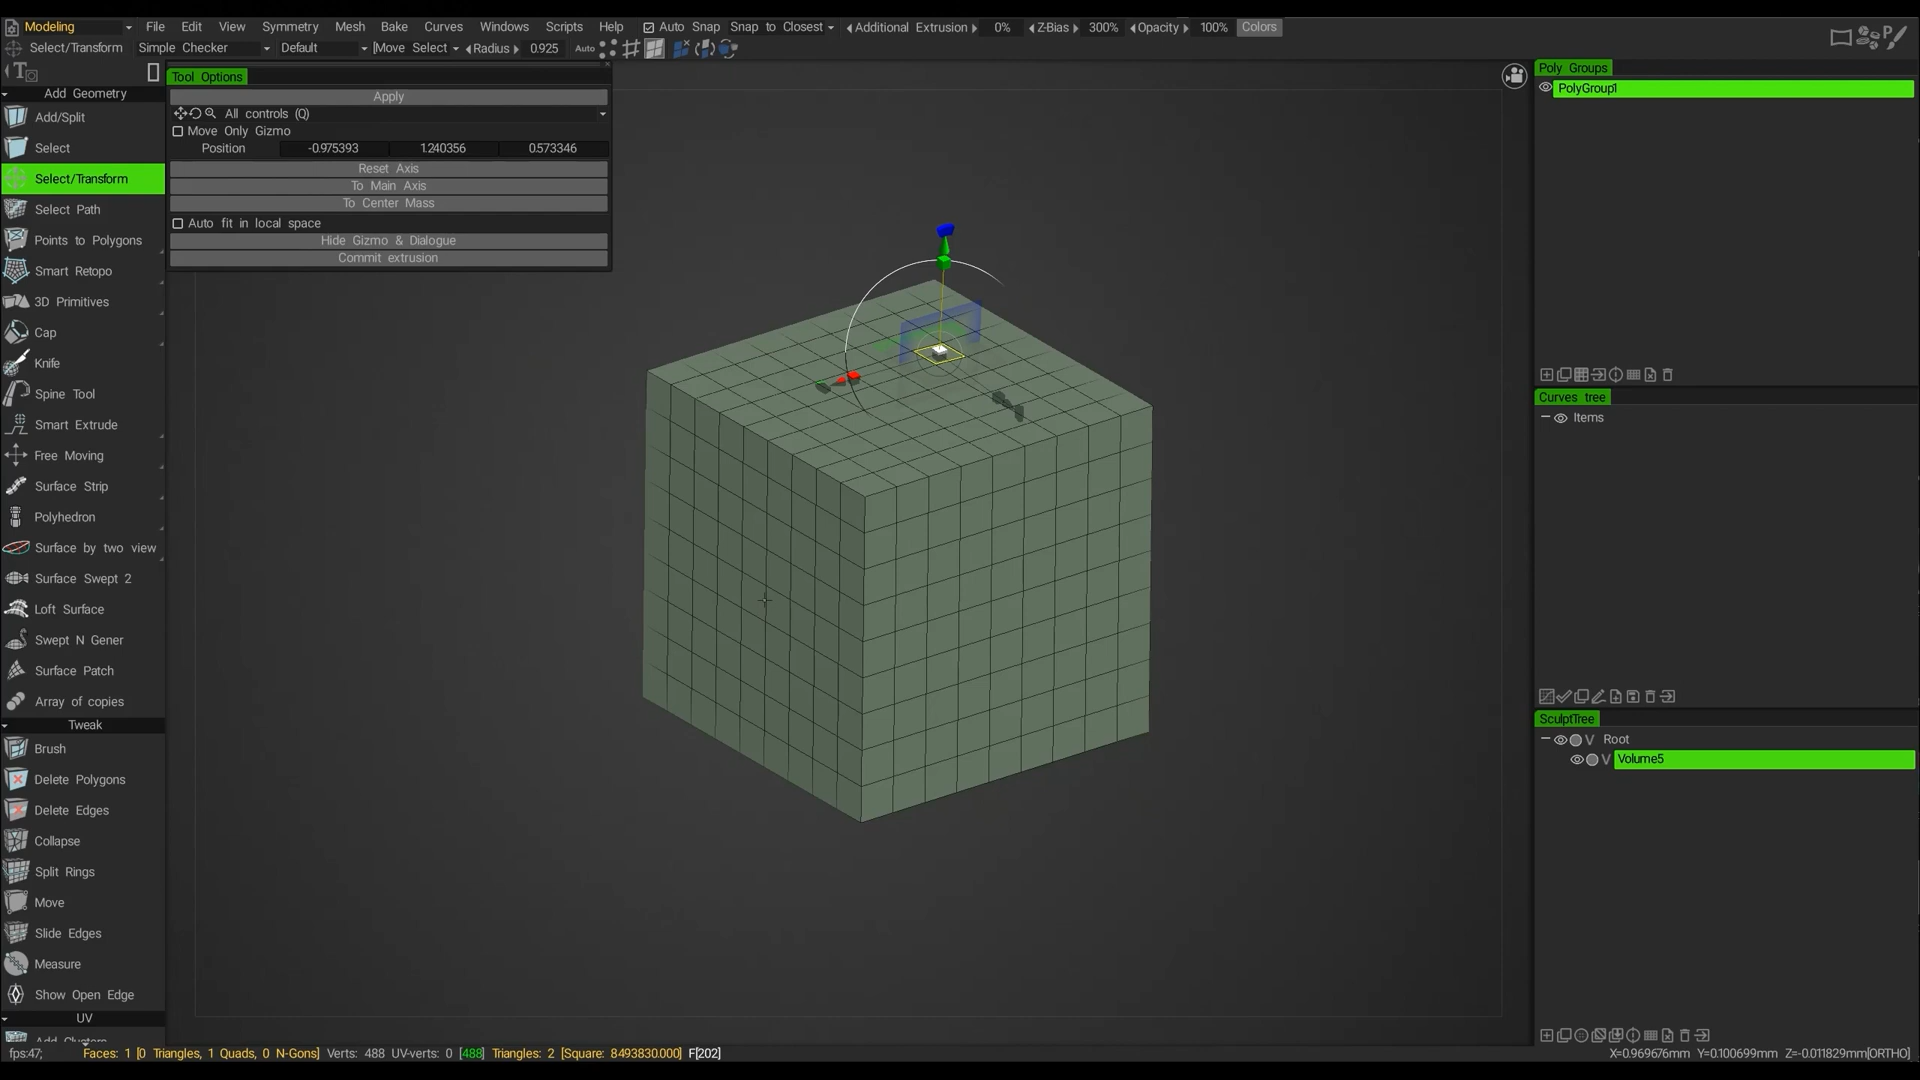 Modeling File Edit View Symmetry Mesh Bake Curves Windows Scripts Help Auto Snap Snap to Closest Additional Extrusion 0% Z-Bias 300% Opacity 100% Colors
Select/Transform Simple Checker Default Move Select Radius 0.925 Auto
Tool Options
Apply
All controls (Q)
Move Only Gizmo
Position -0.975393 1.240356 0.573346
Reset Axis
To Main Axis
To Center Mass
Auto fit in local space
Hide Gizmo & Dialogue
Commit extrusion
Add Geometry
Add/Split
Select
Select/Transform
Select Path
Points to Polygons
Smart Retopo
3D Primitives
Cap
Knife
Spine Tool
Smart Extrude
Free Moving
Surface Strip
Polyhedron
Surface by two view
Surface Swept 2
Loft Surface
Swept N Gener
Surface Patch
Array of copies
Tweak
Brush
Delete Polygons
Delete Edges
Collapse
Split Rings
Move
Slide Edges
Measure
Show Open Edge
UV
Add Clusters
Poly Groups
PolyGroup1
Curves tree
Items
SculptTree
V Root
V Volume5
fps:47; Faces: 1 [0 Triangles, 1 Quads, 0 N-Gons] Verts: 488 UV-verts: 0 [488] Triangles: 2 [Square: 8493830.000] F[202] X=0.969676mm Y=0.100699mm Z=-0.011829mm[ORTHO]